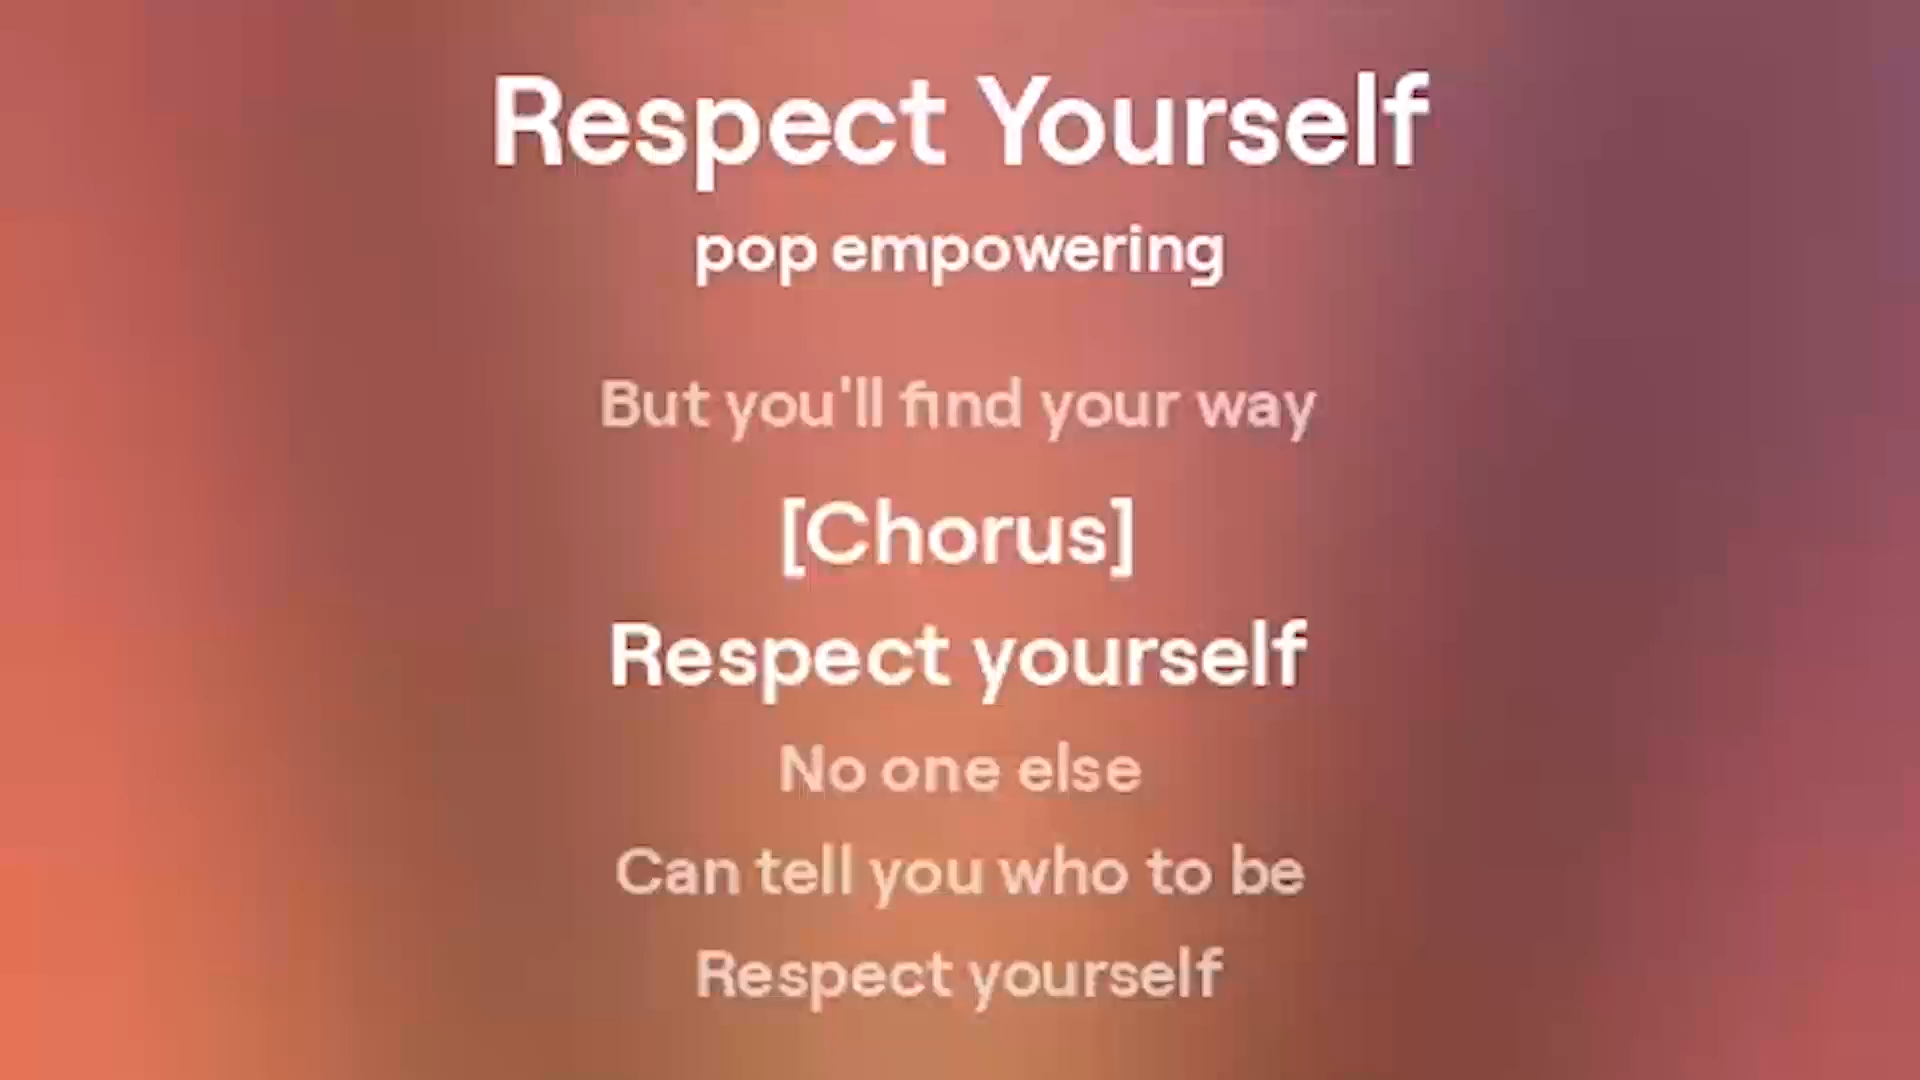 Respect Yourself
pop empowering
But you'll find your way
[Chorus]
Respect yourself
No one else
Can tell you who to be
Respect yourself